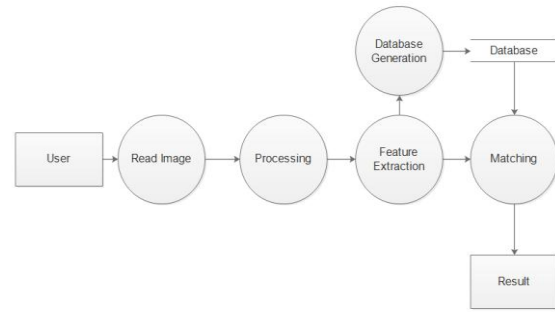 Database
Generation
Database
User
Read Image
Processing
Feature
Extraction
Matching
Result